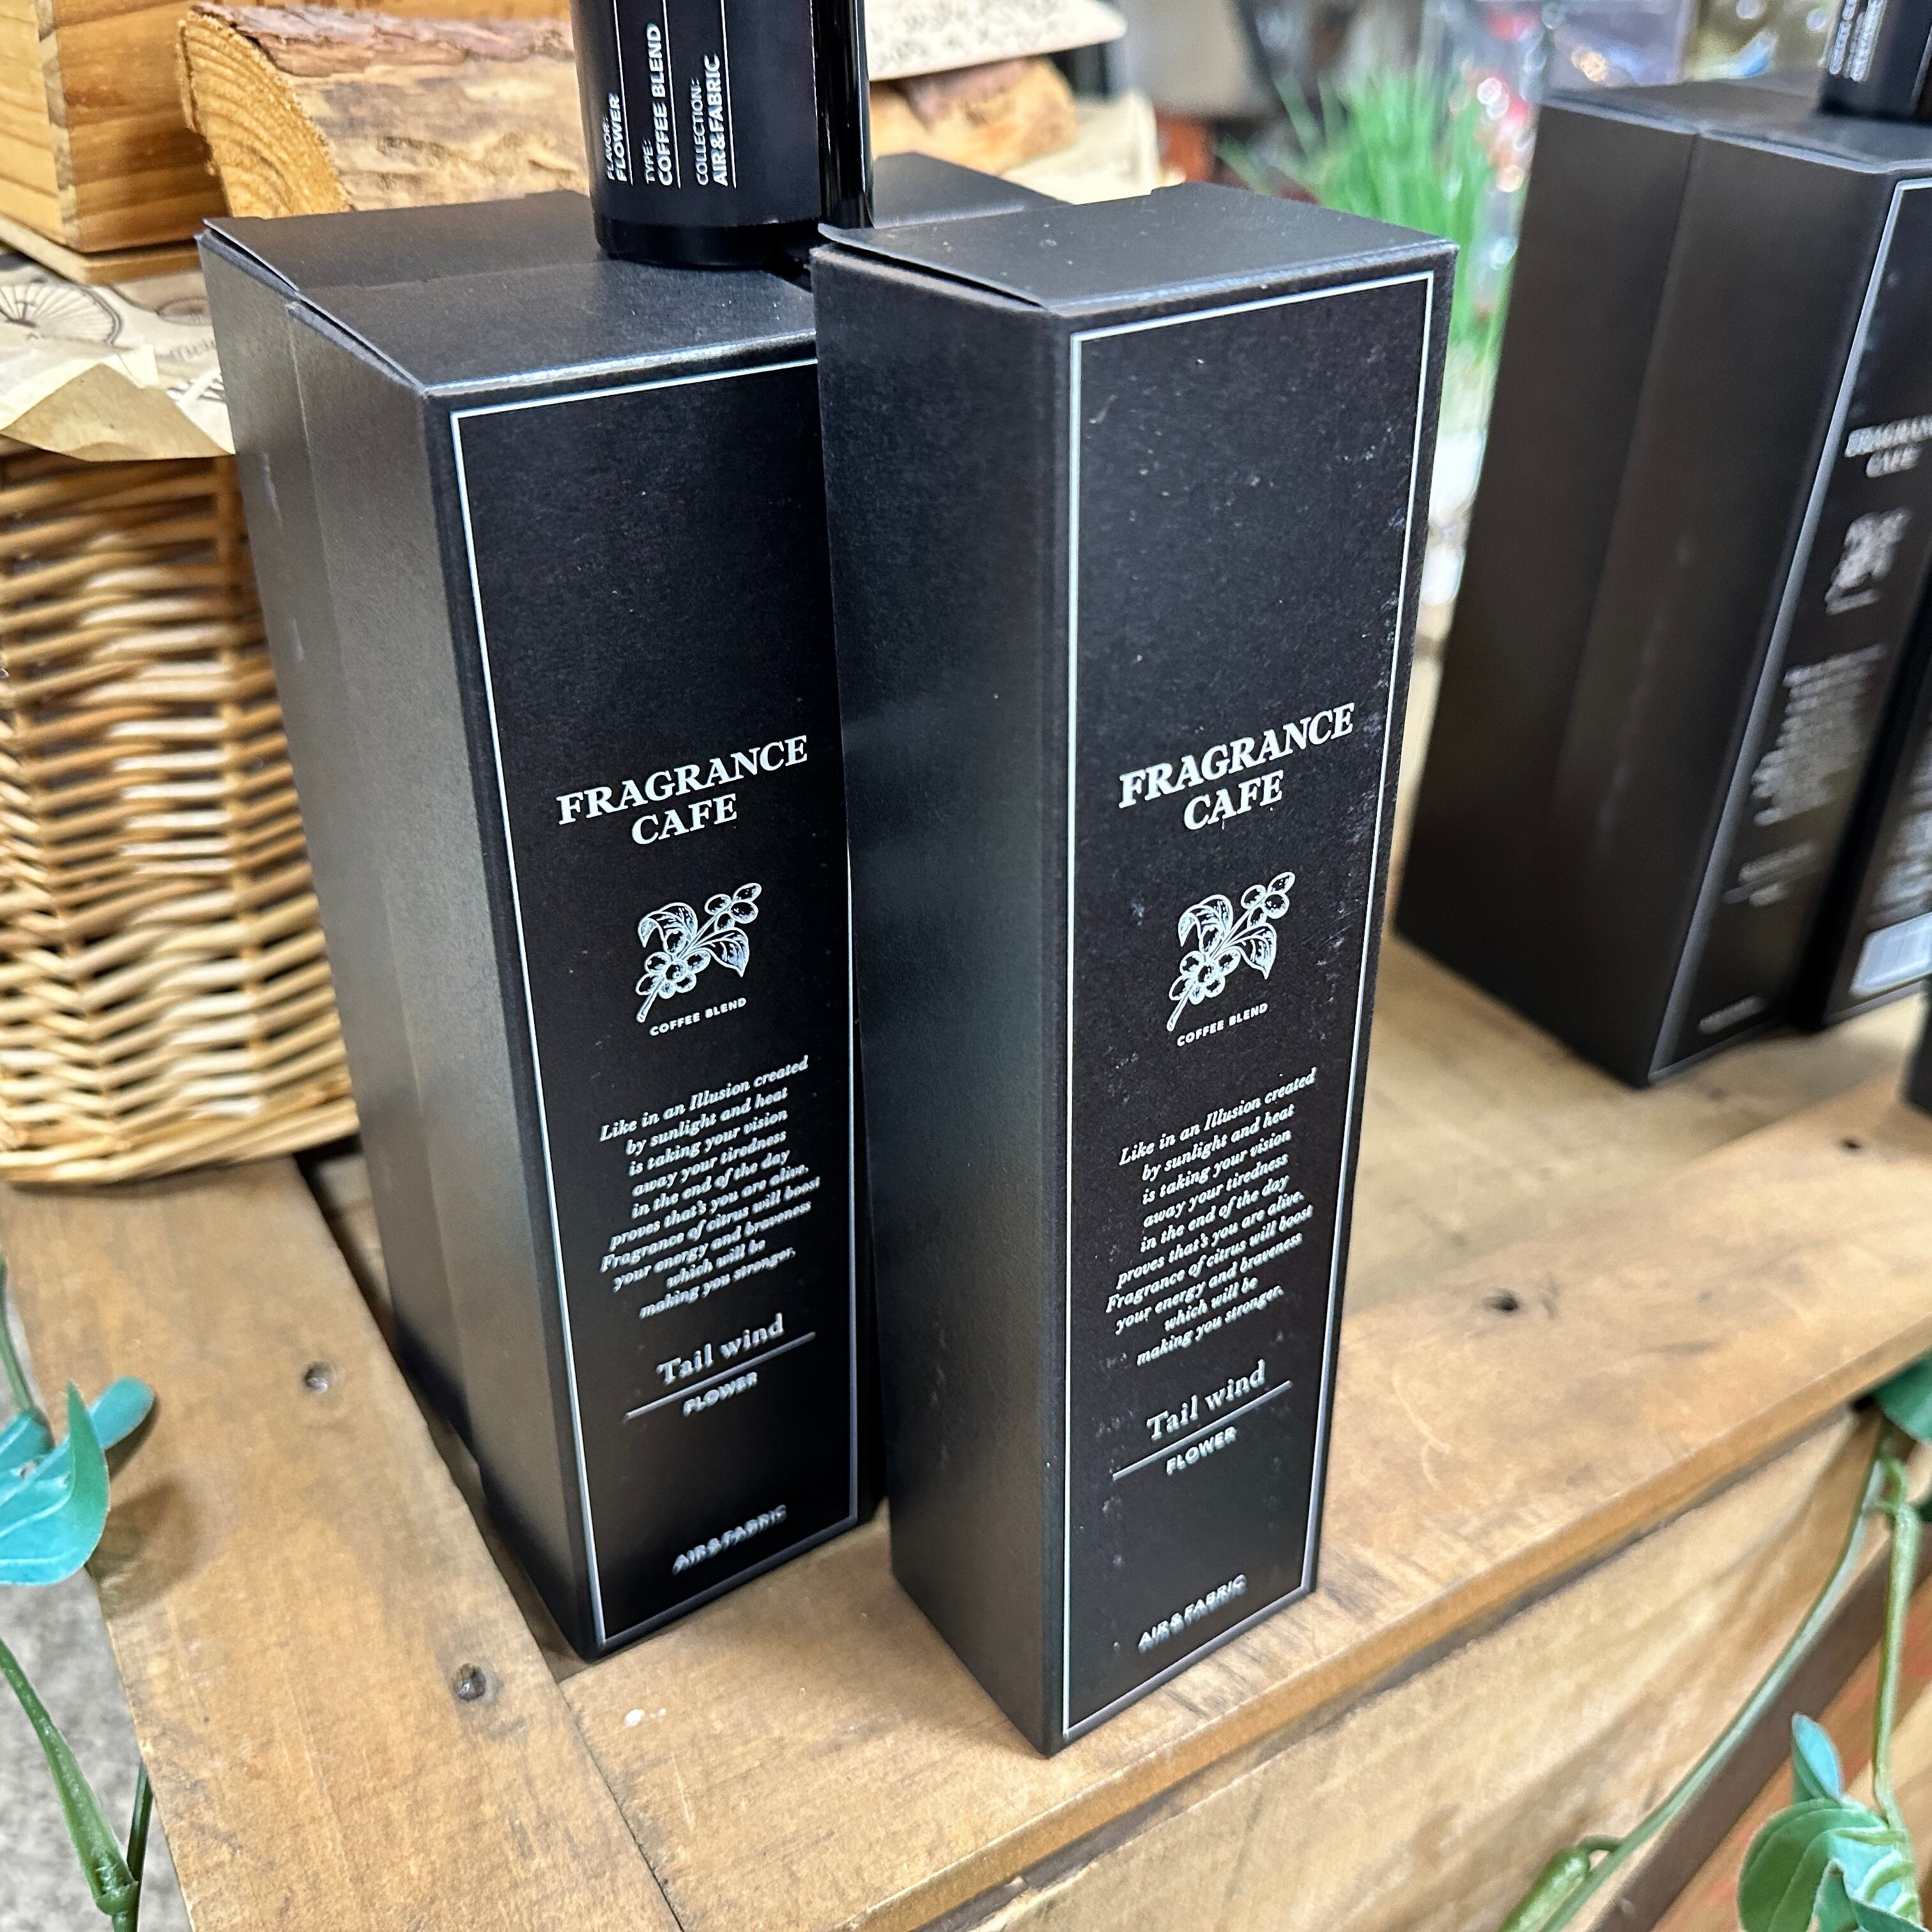 FLAVOR:
FLOWER
TYPE:
COFFEE BLEND
COLLECTION:
AIR&FABRIC
FRAGRANCE
CAFE
COFFEE BLEND
Like in an Illusion created
by sunlight and heat
is taking your vision
away your tiredness
in the end of the day
proves that's you are alive.
Fragrance of citrus will boost
your energy and braveness
which will be
making you stronger.
Tail wind
FLOWER
AIR&FABRIC
FRAGRANCE
CAFE
COFFEE BLEND
Like in an Illusion created
by sunlight and heat
is taking your vision
away your tiredness
in the end of the day
proves that's you are alive.
Fragrance of citrus will boost
your energy and braveness
which will be
making you stronger.
Tail wind
FLOWER
AIR&FABRIC
CAFE